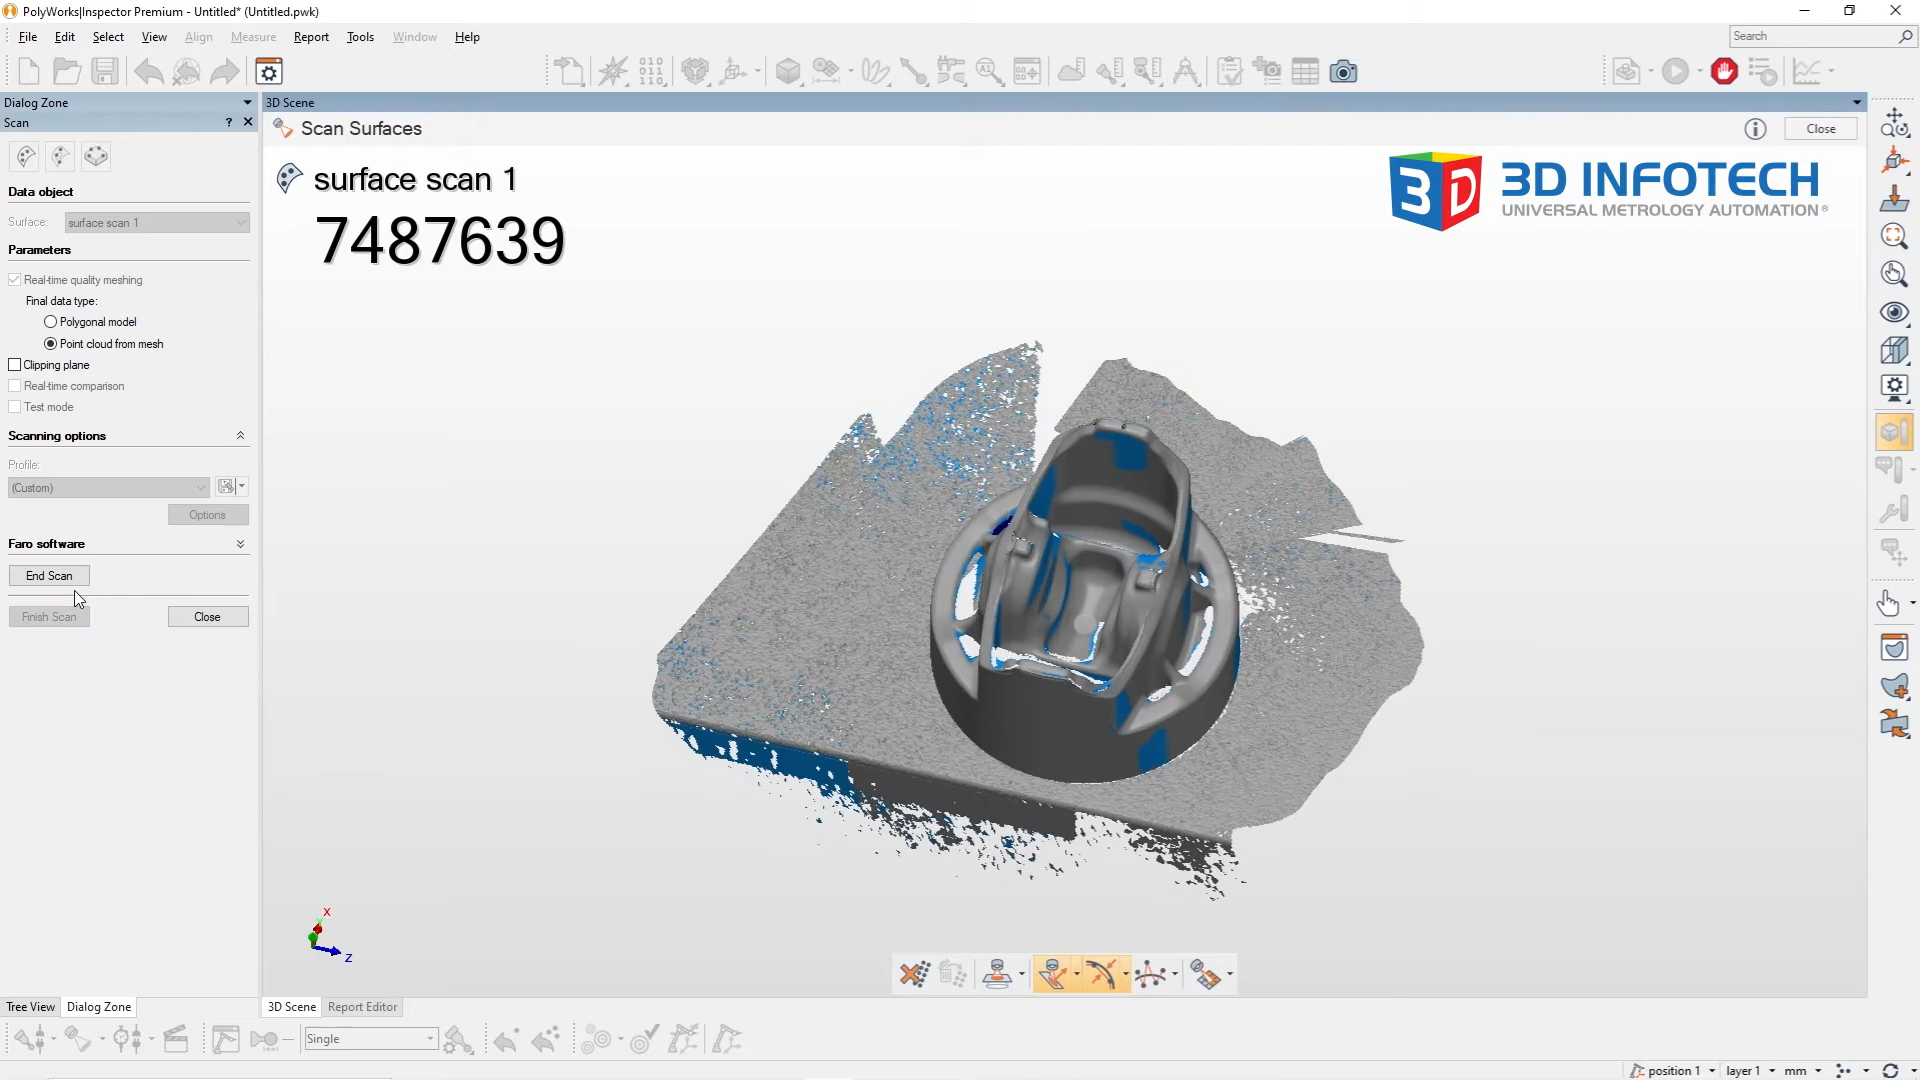 PolyWorks|Inspector Premium - Untitled* (Untitled.pwk)
File Edit Select View Align Measure Report Tools Window Help
Search
Dialog Zone
3D Scene
Scan ?
Scan Surfaces
Close
surface scan 1
7487639
3D
3D INFOTECH
UNIVERSAL METROLOGY AUTOMATION®
Data object
Surface: surface scan 1
Parameters
Real-time quality meshing
Final data type:
Polygonal model
Point cloud from mesh
Clipping plane
Real-time comparison
Test mode
Scanning options
Profile:
(Custom)
Options
Faro software
End Scan
Finish Scan Close
X
Z
Tree View Dialog Zone
3D Scene Report Editor
Single
position 1 layer 1 mm